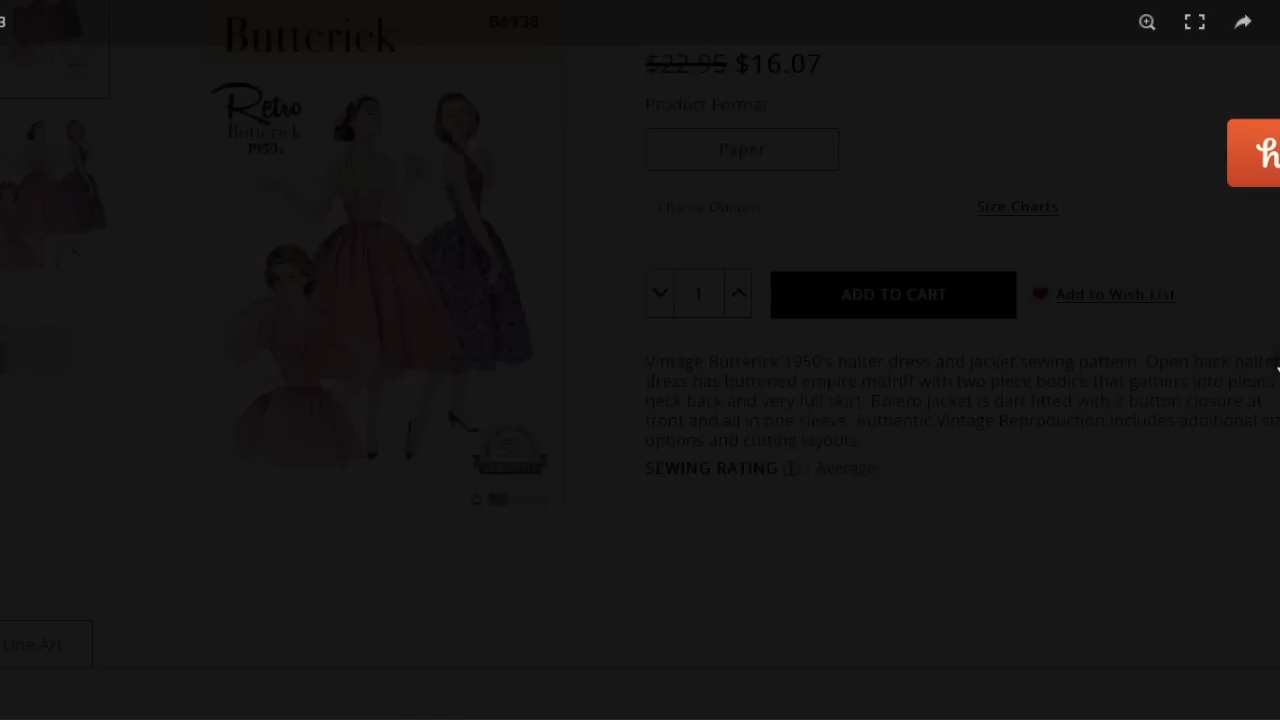 3
Butterick
B6938
$22.95 $16.07
Retro
Butterick
1950s
Product Format
Paper
Choose Options
Size Charts
1
ADD TO CART
Add to Wish List
Vintage Butterick 1950's halter dress and jacket sewing pattern. Open back halter
dress has buttoned empire midriff with two piece bodice that gathers into pleat
neck back and very full skirt. Bolero jacket is dart fitted with 2 button closure at
front and all in one sleeve. Authentic Vintage Reproduction includes additional
options and cutting layouts.
SEWING RATING : Average
Line Art